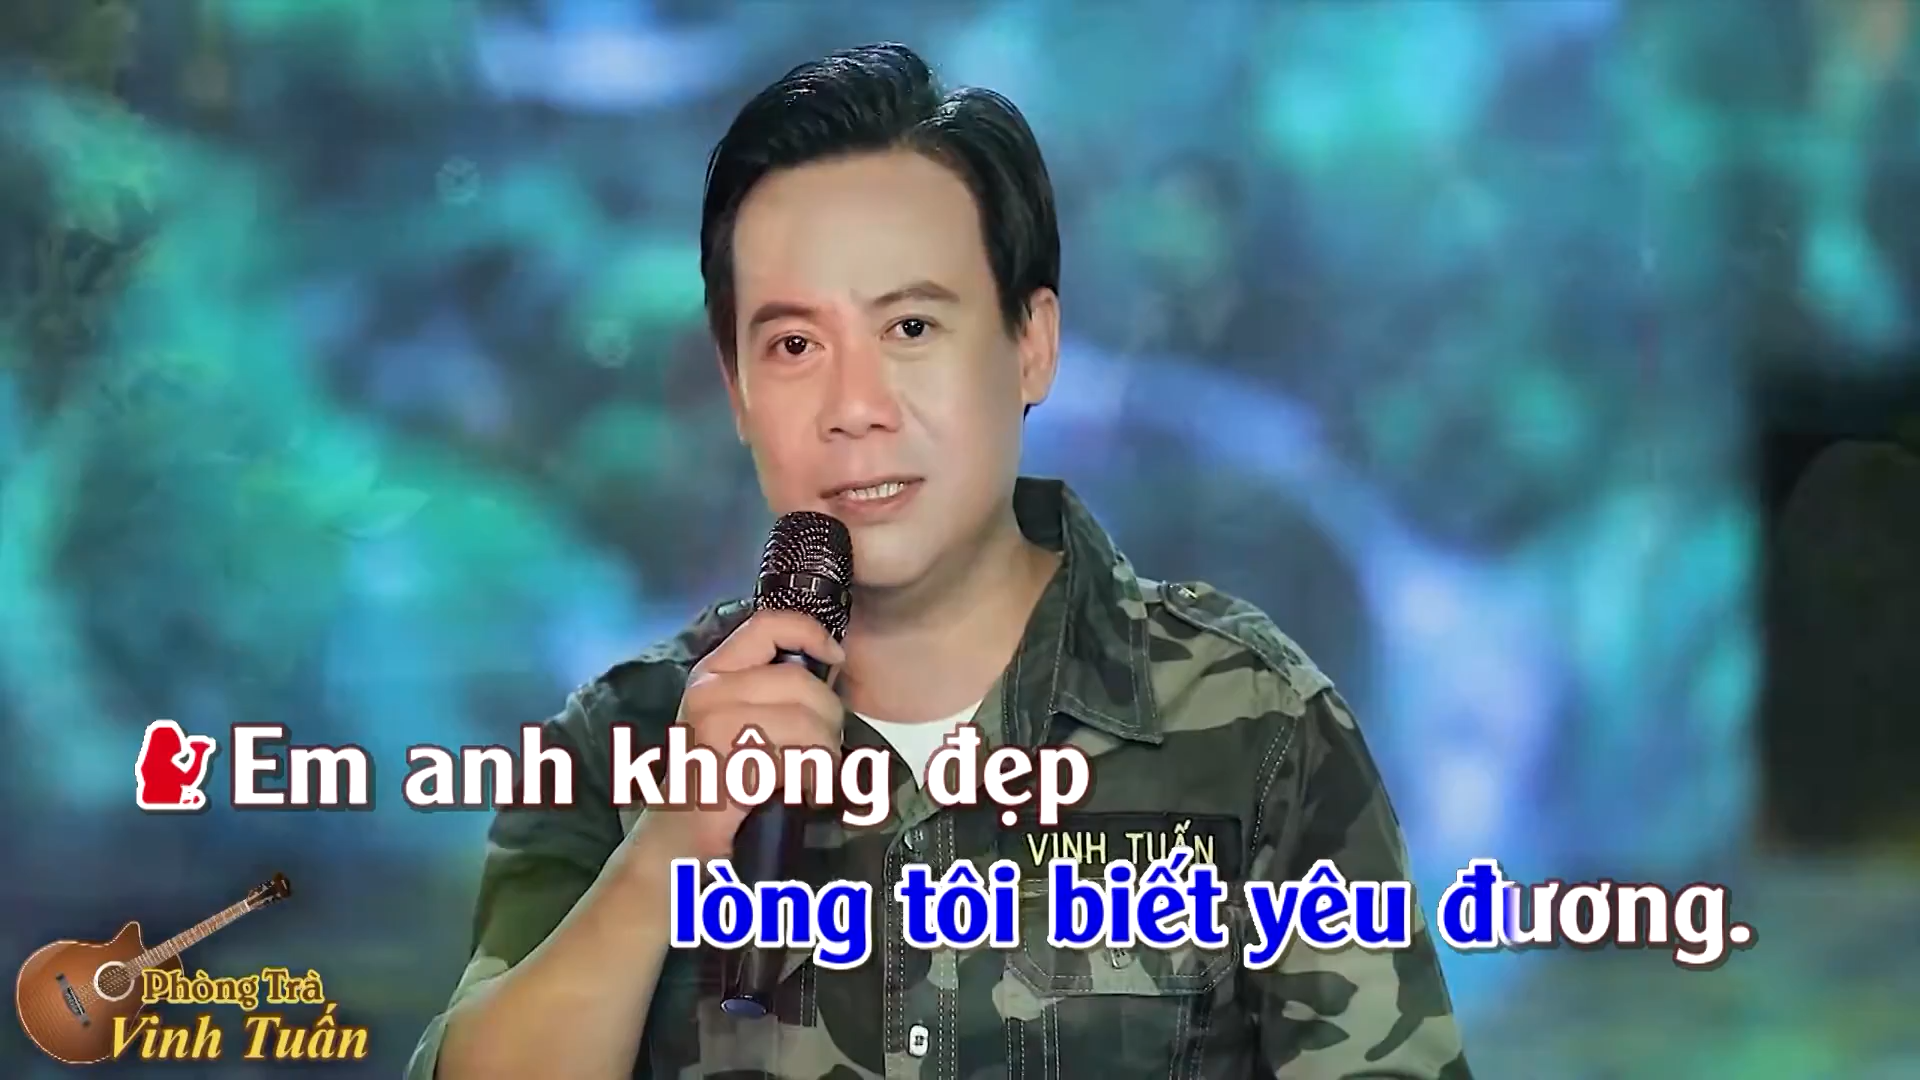 Em anh không đẹp
VINH TUẤN
lòng tôi biết yêu đương.
Phòng Trà
Vinh Tuấn